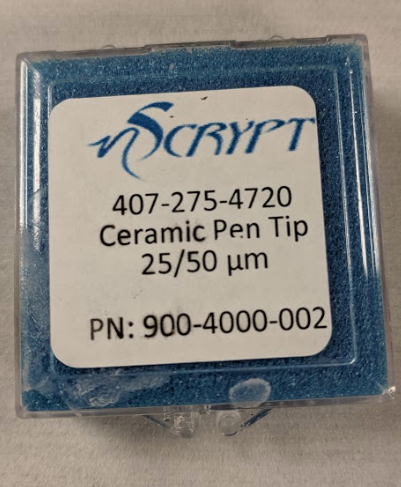 nSCRYPT
407-275-4720
Ceramic Pen Tip
25/50 µm
PN: 900-4000-002